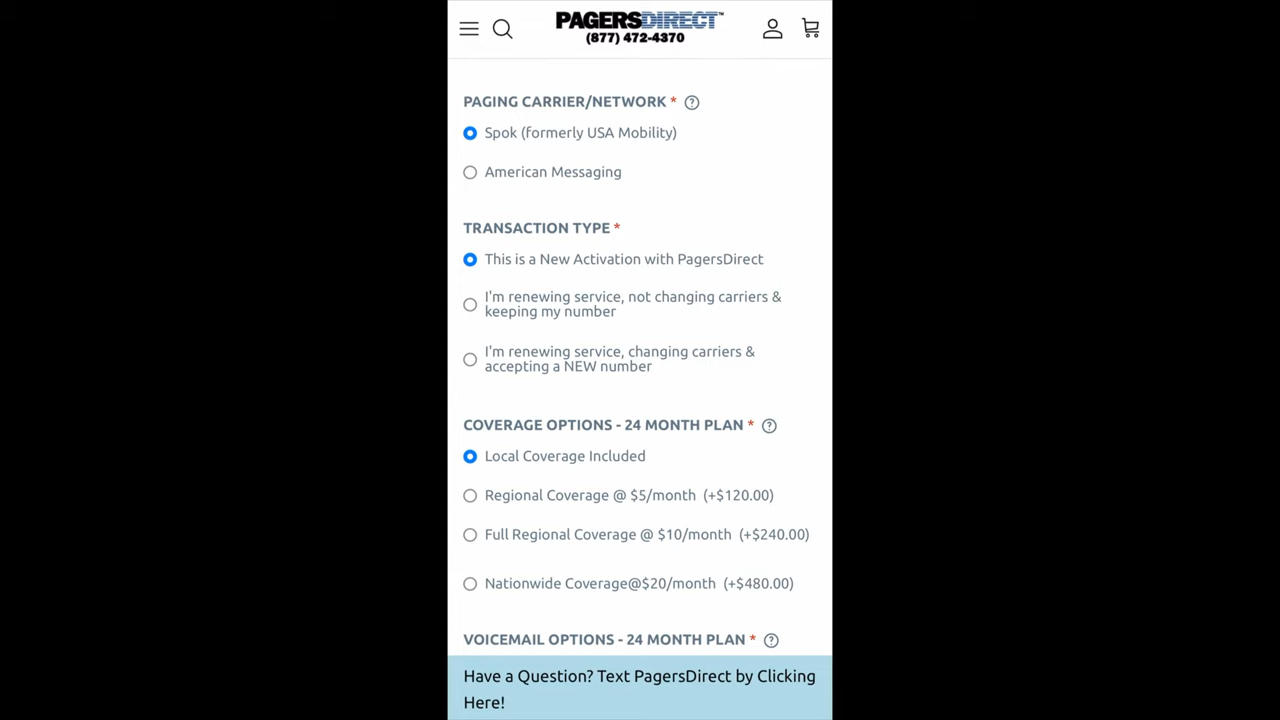 PAGERSDIRECT™
(877) 472-4370
PAGING CARRIER/NETWORK *
Spok (formerly USA Mobility)
American Messaging
TRANSACTION TYPE *
This is a New Activation with PagersDirect
I'm renewing service, not changing carriers &
keeping my number
I'm renewing service, changing carriers &
accepting a NEW number
COVERAGE OPTIONS - 24 MONTH PLAN *
Local Coverage Included
Regional Coverage @ $5/month (+$120.00)
Full Regional Coverage @ $10/month (+$240.00)
Nationwide Coverage@$20/month (+$480.00)
VOICEMAIL OPTIONS - 24 MONTH PLAN *
Have a Question? Text PagersDirect by Clicking
Here!